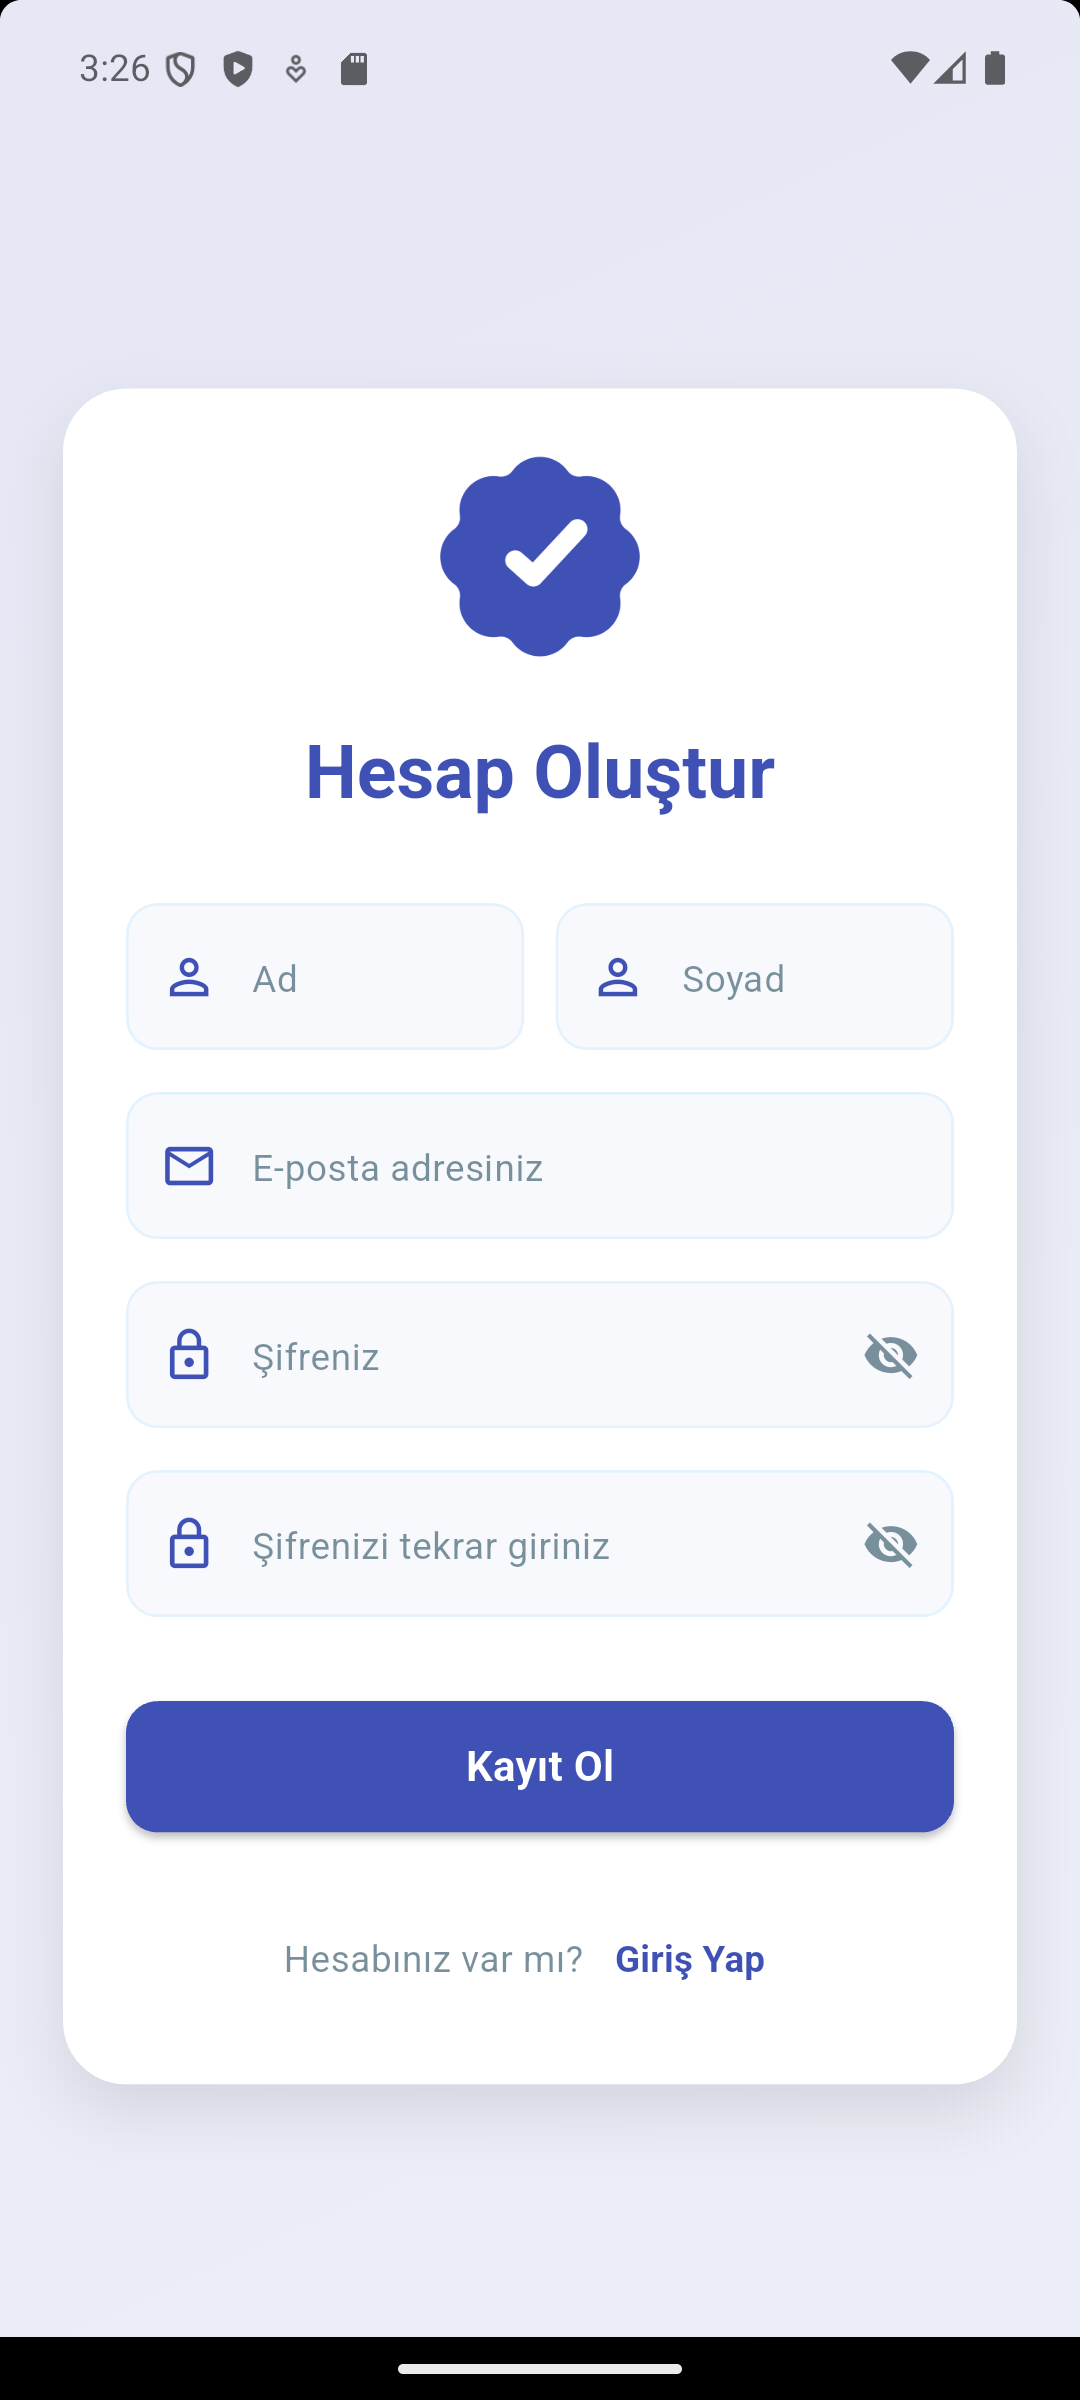 3:26
Hesap Oluştur
Ad Soyad
E-posta adresiniz
Şifreniz
Şifrenizi tekrar giriniz
Kayıt Ol
Hesabınız var mı? Giriş Yap